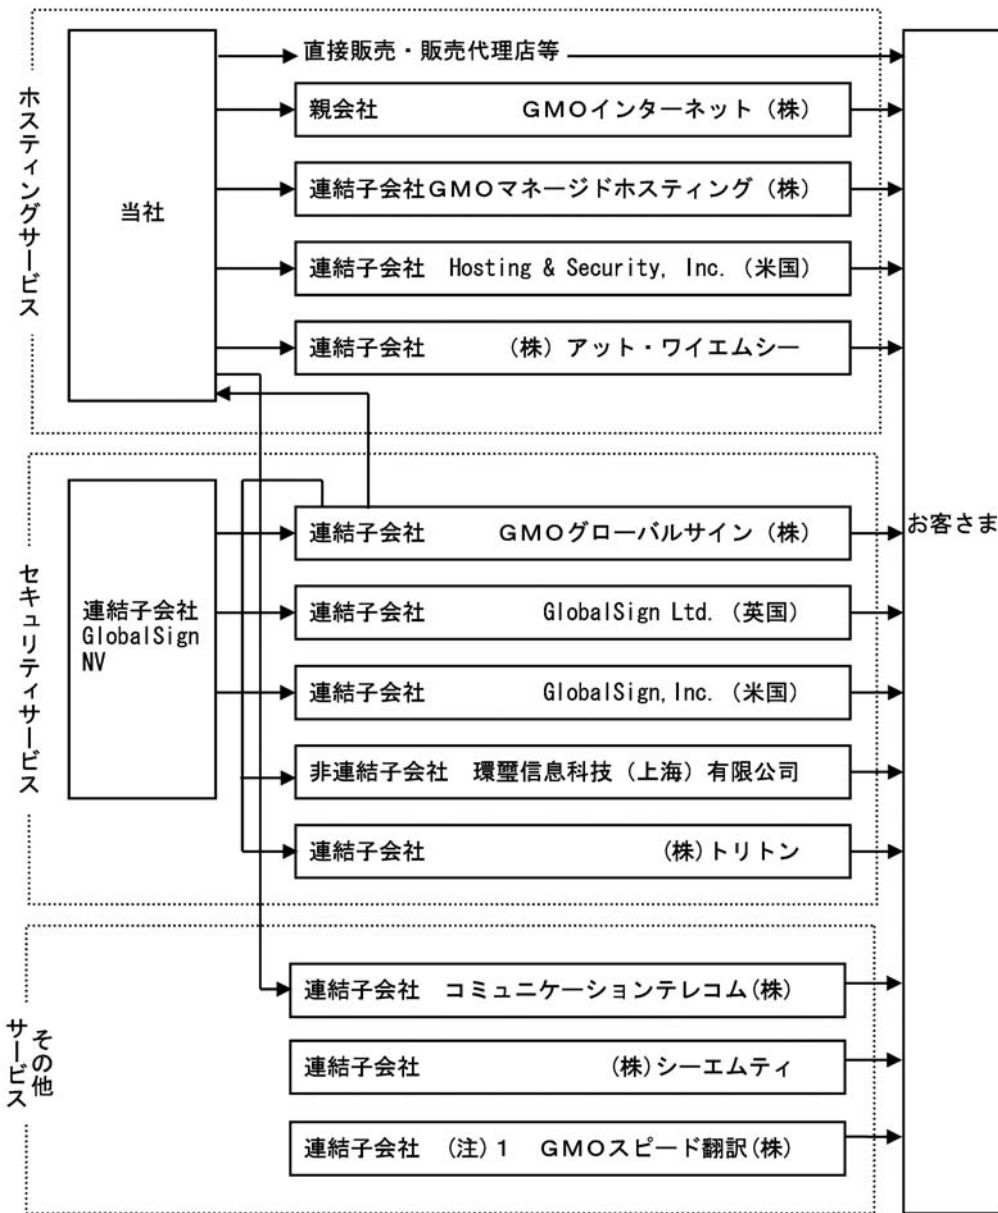 ホスティングサービス
当社
直接販売・販売代理店等
親会社 GMOインターネット（株）
連結子会社GMOマネージドホスティング（株）
連結子会社 Hosting & Security, Inc.（米国）
連結子会社 （株）アット・ワイエムシー
セキュリティサービス
連結子会社
GlobalSign
NV
連結子会社 GMOグローバルサイン（株）
連結子会社 GlobalSign Ltd.（英国）
連結子会社 GlobalSign,Inc.（米国）
非連結子会社 環璽信息科技（上海）有限公司
連結子会社 (株)トリトン
お客さま
その他
サービス
連結子会社 コミュニケーションテレコム(株)
連結子会社 (株)シーエムティ
連結子会社 (注)１ GMOスピード翻訳(株)